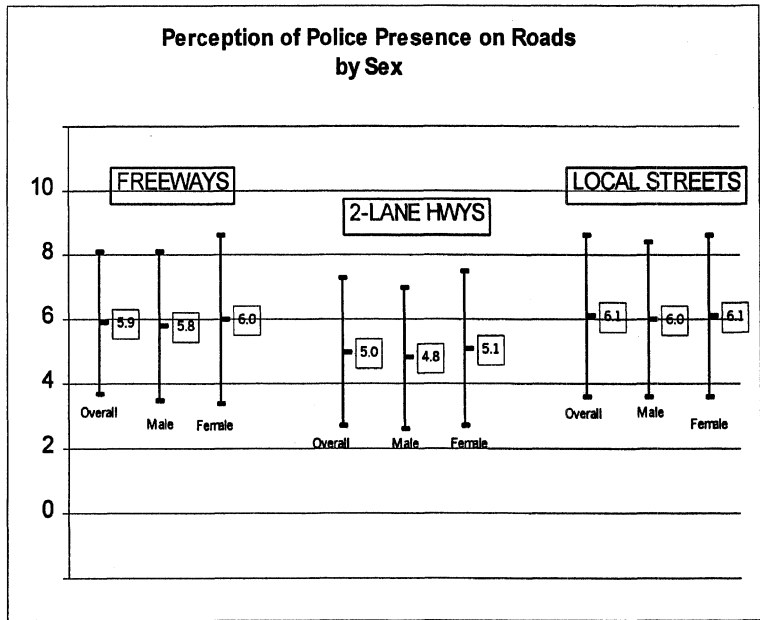 Perception of Police Presence on Roads
by Sex
FREEWAYS
2-LANE HWYS
LOCAL STREETS
10
8
6
4
2
0
5.9
5.8
6.0
5.0
4.8
5.1
6.1
6.0
6.1
Overall
Male
Female
Overall
Male
Female
Overall
Male
Female